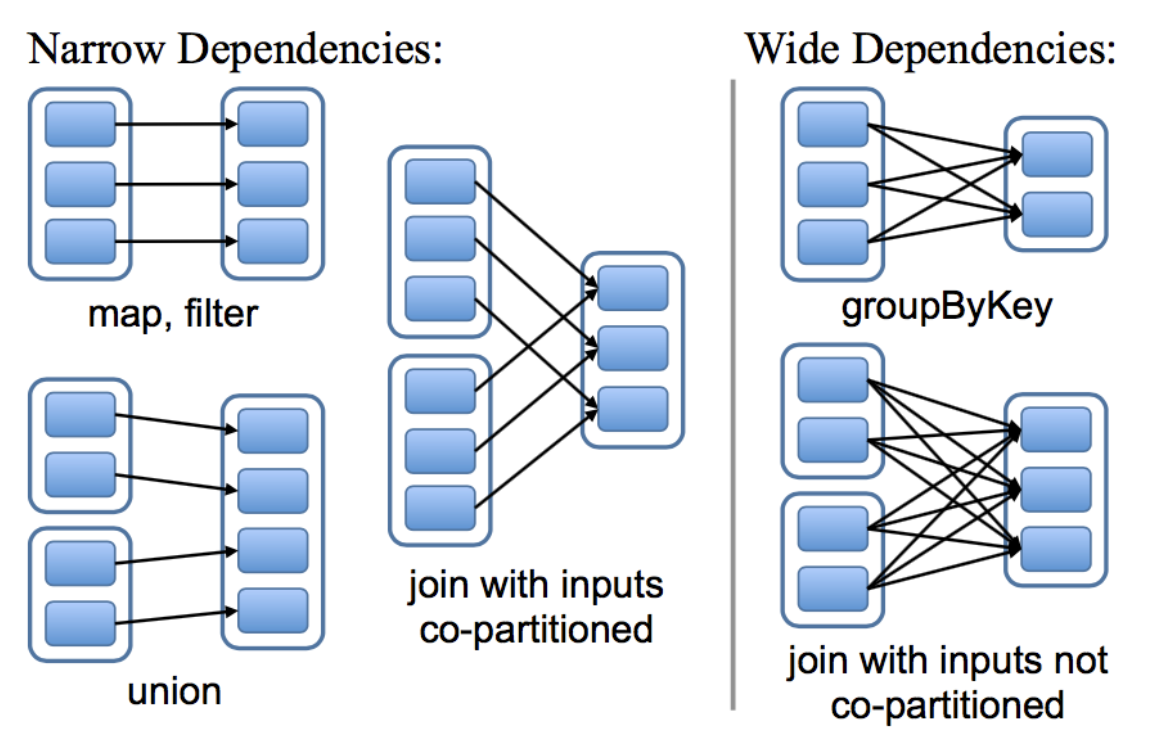 Narrow Dependencies:
map, filter
union
join with inputs
co-partitioned
Wide Dependencies:
groupByKey
join with inputs not
co-partitioned